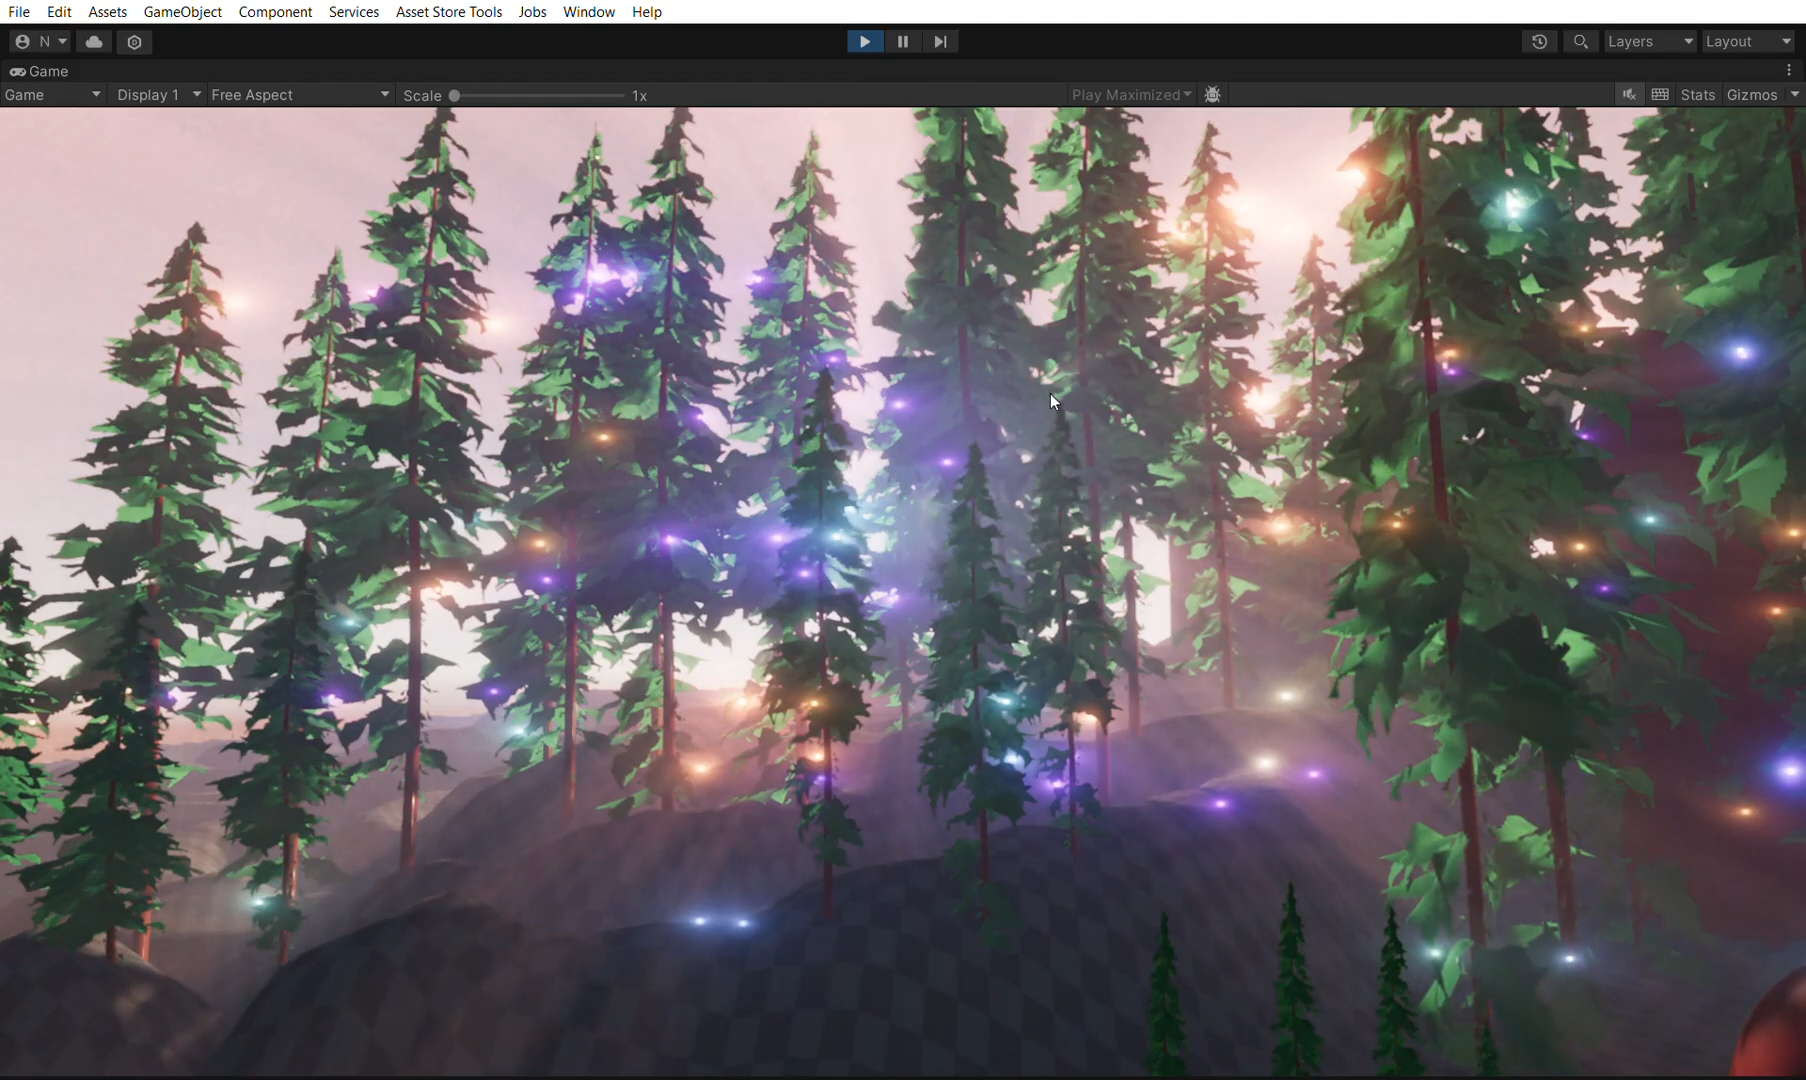 File Edit Assets GameObject Component Services Asset Store Tools Jobs Window Help
N Layers Layout
Game
Game Display 1 Free Aspect Scale 1x Play Maximized Stats Gizmos